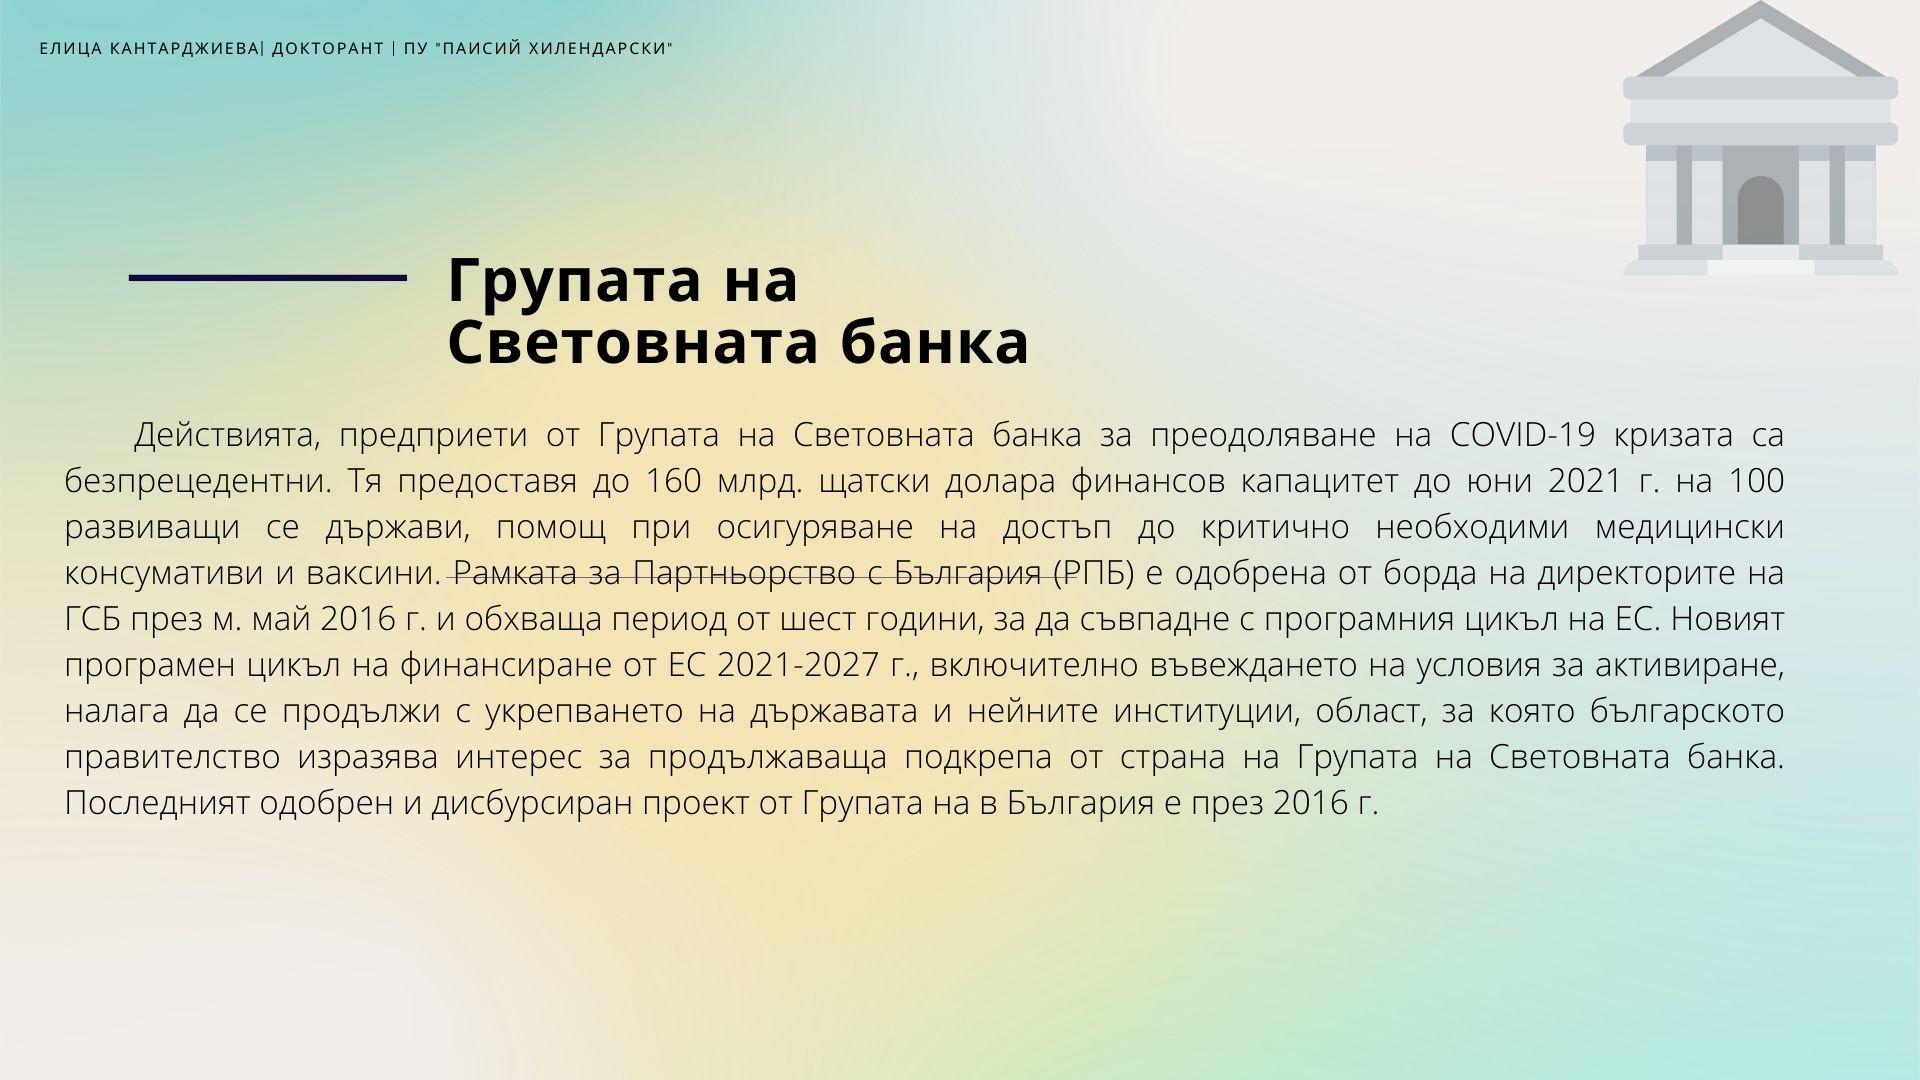 ЕЛИЦА КАНТАРДЖИЕВА| ДОКТОРАНТ | ПУ "ПАИСИЙ ХИЛЕНДАРСКИ"
Групата на
Световната банка
Действията, предприети от Групата на Световната банка за преодоляване на COVID-19 кризата са
безпрецедентни. Тя предоставя до 160 млрд. щатски долара финансов капацитет до юни 2021 г. на 100
развиващи се държави, помощ при осигуряване на достъп до критично необходими медицински
консумативи и ваксини. Рамката за Партньорство с България (РПБ) е одобрена от борда на директорите на
ГСБ през м. май 2016 г. и обхваща период от шест години, за да съвпадне с програмния цикъл на ЕС. Новият
програмен цикъл на финансиране от ЕС 2021-2027 г., включително въвеждането на условия за активиране,
налага да се продължи с укрепването на държавата и нейните институции, област, за която българското
правителство изразява интерес за продължаваща подкрепа от страна на Групата на Световната банка.
Последният одобрен и дисбурсиран проект от Групата на в България е през 2016 г.